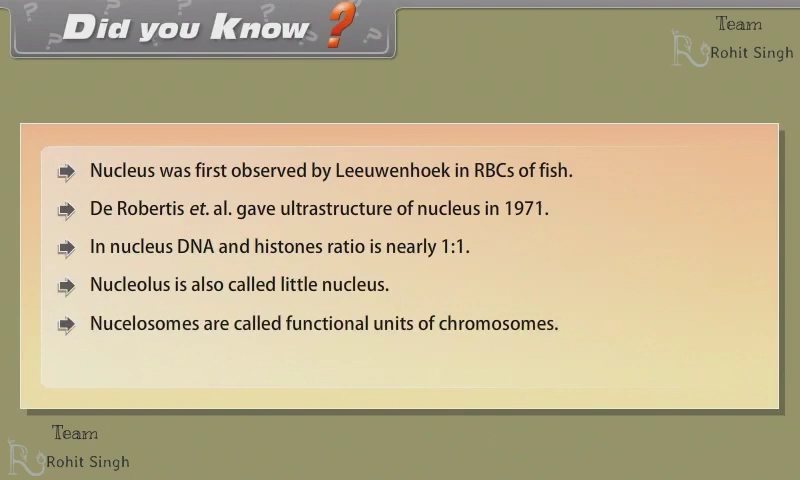 Did you Know ?
Team
Rohit Singh
Nucleus was first observed by Leeuwenhoek in RBCs of fish.
De Robertis et. al. gave ultrastructure of nucleus in 1971.
In nucleus DNA and histones ratio is nearly 1:1.
Nucleolus is also called little nucleus.
Nucelosomes are called functional units of chromosomes.
Team
Rohit Singh